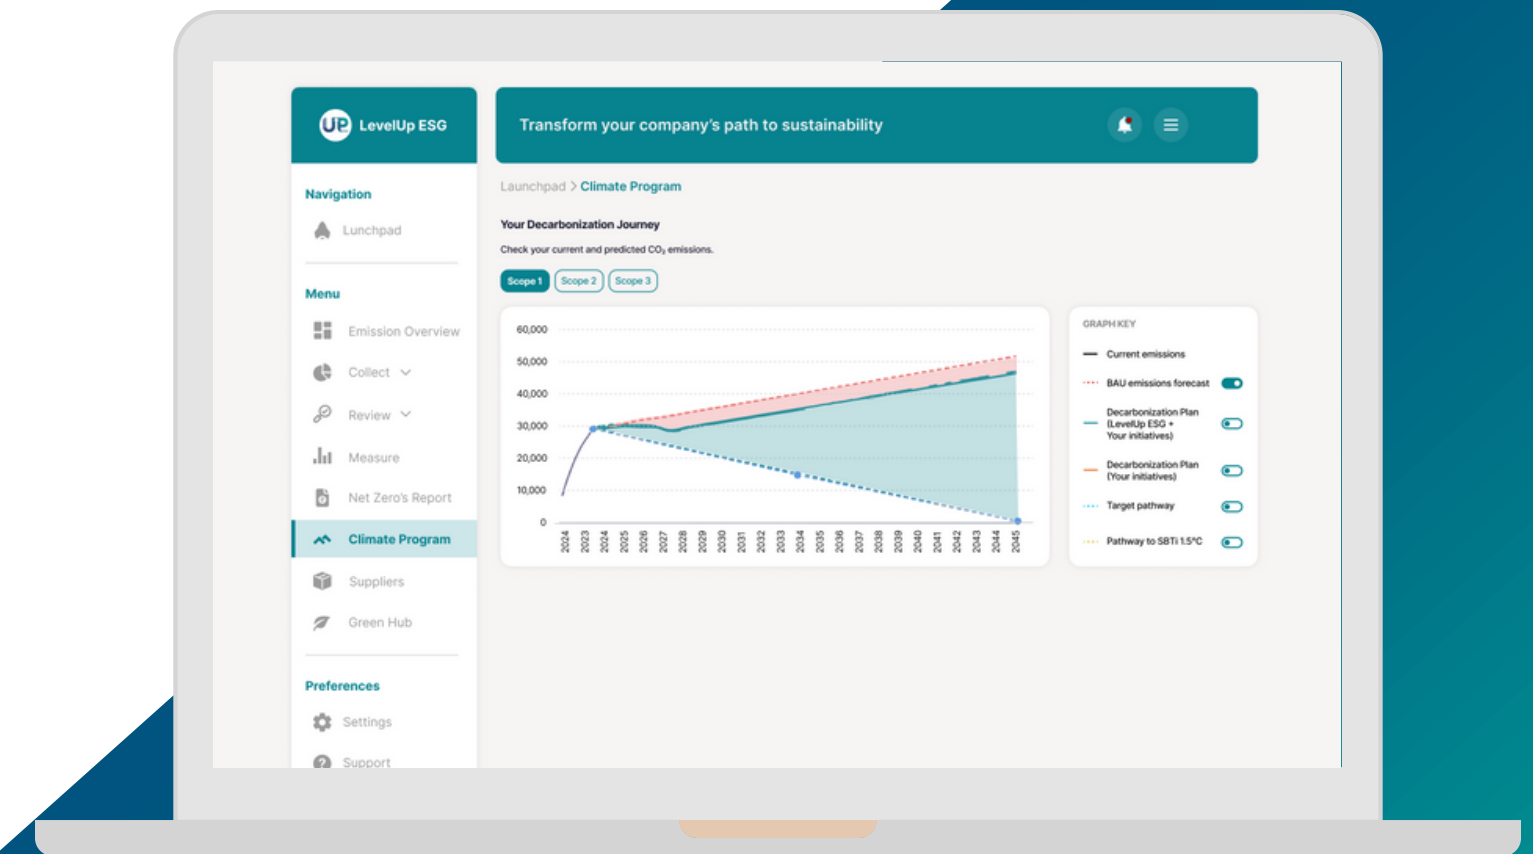 UP LevelUp ESG
Transform your company's path to sustainability
Navigation
Lunchpad
Menu
Emission Overview
Collect
Review
Measure
Net Zero's Report
Climate Program
Suppliers
Green Hub
Preferences
Settings
Support
Launchpad > Climate Program
Your Decarbonization Journey
Check your current and predicted CO₂ emissions.
Scope 1
Scope 2
Scope 3
60,000
50,000
40,000
30,000
20,000
10,000
0
2024
2023
2024
2025
2026
2027
2028
2029
2030
2031
2032
2033
2034
2035
2036
2037
2038
2039
2040
2041
2042
2043
2044
2045
GRAPH KEY
Current emissions
BAU emissions forecast
Decarbonization Plan
(LevelUp ESG +
Your initiatives)
Decarbonization Plan
(Your initiatives)
Target pathway
Pathway to SBTi 1.5°C